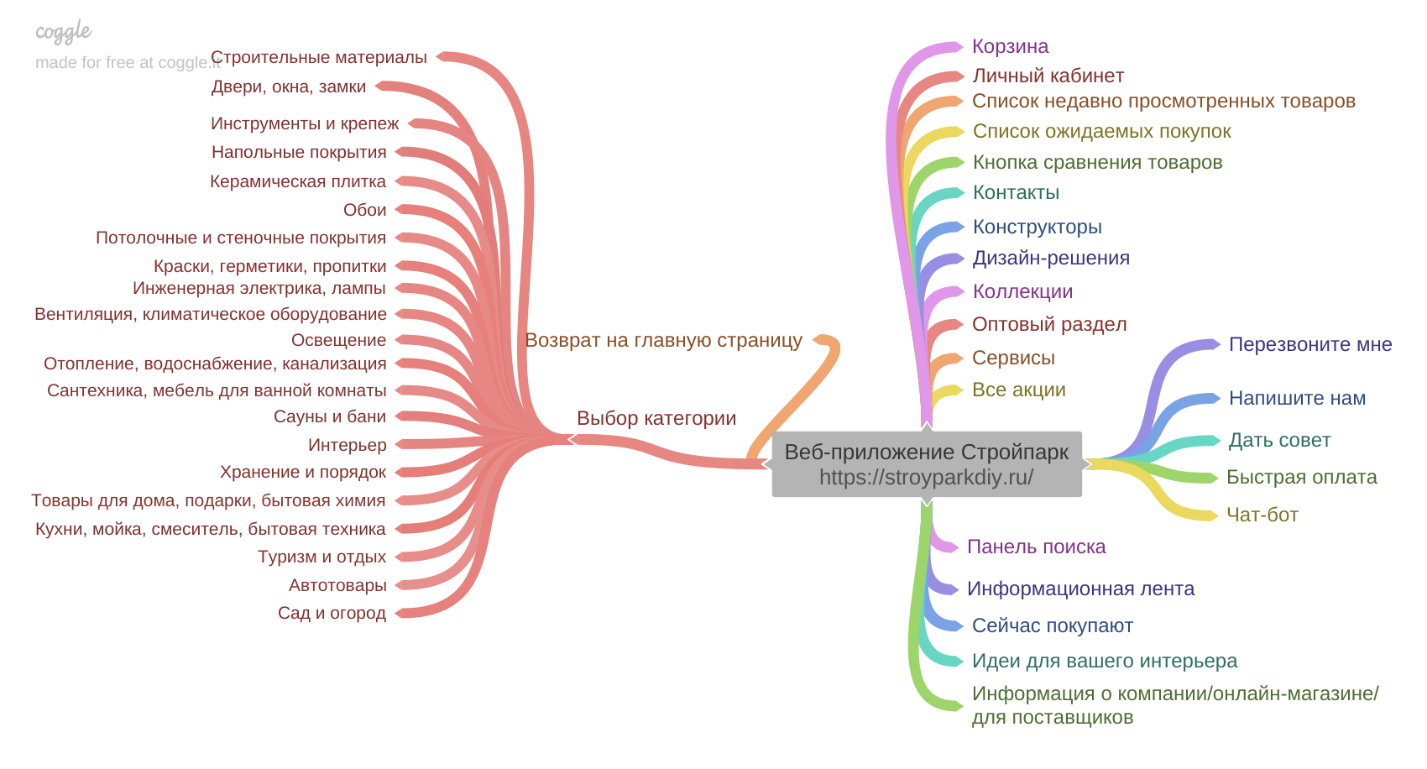 coggle
made for free at coggle.it
Строительные материалы
Двери, окна, замки
Инструменты и крепеж
Напольные покрытия
Керамическая плитка
Обои
Потолочные и стеночные покрытия
Краски, герметики, пропитки
Инженерная электрика, лампы
Вентиляция, климатическое оборудование
Освещение
Отопление, водоснабжение, канализация
Сантехника, мебель для ванной комнаты
Сауны и бани
Интерьер
Хранение и порядок
Товары для дома, подарки, бытовая химия
Кухни, мойка, смеситель, бытовая техника
Туризм и отдых
Автотовары
Сад и огород
Возврат на главную страницу
Выбор категории
Веб-приложение Стройпарк
https://stroyparkdiy.ru/
Корзина
Личный кабинет
Список недавно просмотренных товаров
Список ожидаемых покупок
Кнопка сравнения товаров
Контакты
Конструкторы
Дизайн-решения
Коллекции
Оптовый раздел
Сервисы
Все акции
Перезвоните мне
Напишите нам
Дать совет
Быстрая оплата
Чат-бот
Панель поиска
Информационная лента
Сейчас покупают
Идеи для вашего интерьера
Информация о компании/онлайн-магазине/
для поставщиков